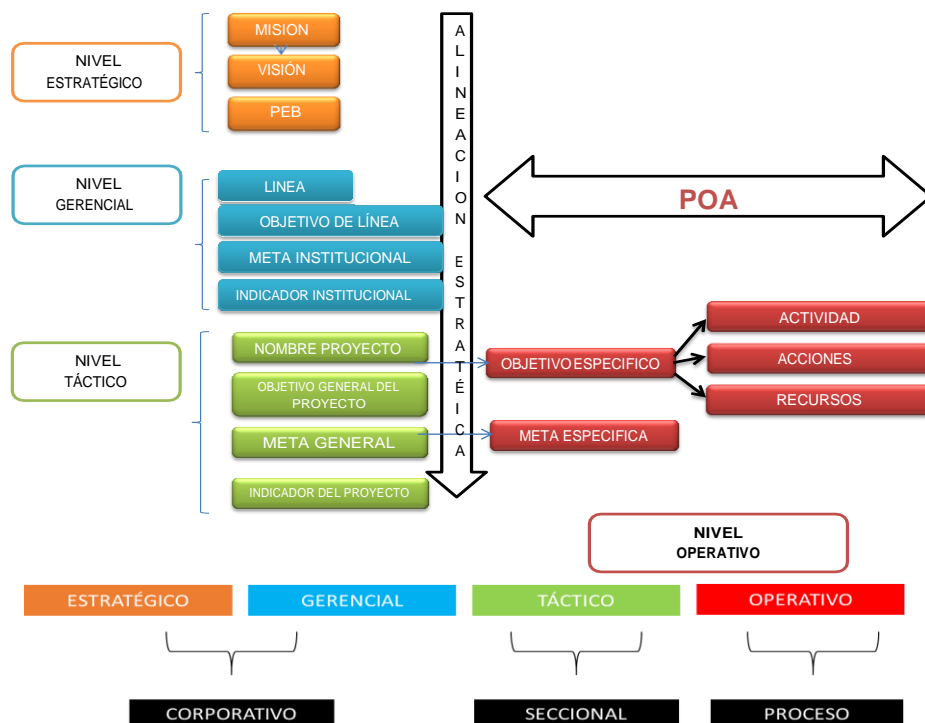 NIVEL
ESTRATÉGICO
MISION
VISIÓN
PEB
NIVEL
GERENCIAL
LINEA
OBJETIVO DE LÍNEA
META INSTITUCIONAL
INDICADOR INSTITUCIONAL
NIVEL
TÁCTICO
NOMBRE PROYECTO
OBJETIVO GENERAL DEL
PROYECTO
META GENERAL
INDICADOR DEL PROYECTO
ALINEACION ESTRATÉICA
POA
OBJETIVO ESPECIFICO
META ESPECIFICA
ACTIVIDAD
ACCIONES
RECURSOS
NIVEL
OPERATIVO
ESTRATÉGICO
GERENCIAL
TÁCTICO
OPERATIVO
CORPORATIVO
SECCIONAL
PROCESO